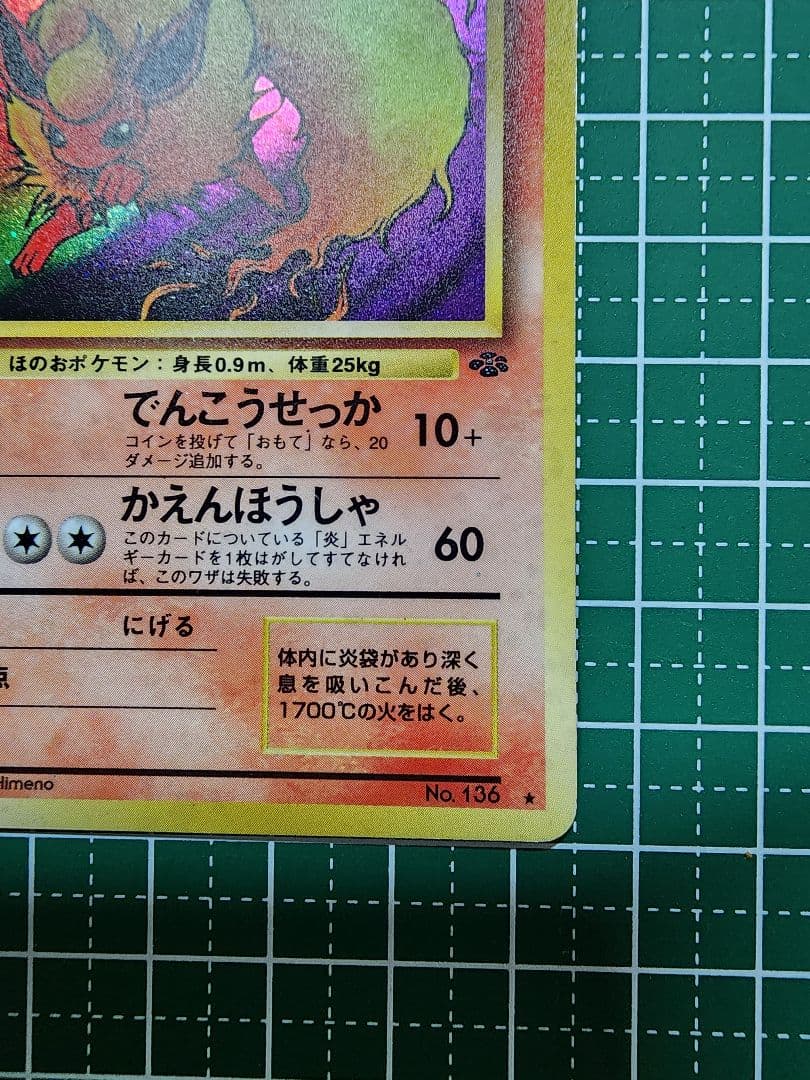 ほのおポケモン：身長0.9m、体重25kg
でんこうせっか
コインを投げて「おもて」なら、20
ダメージ追加する。
10+
かえんほうしゃ
このカードについている「炎」エネル
ギーカードを1枚はがしてすてなけれ
ば、このワザは失敗する。
60
にげる
点
体内に炎袋があり深く
息を吸いこんだ後、
1700℃の火をはく。
Himeno
No. 136 ★